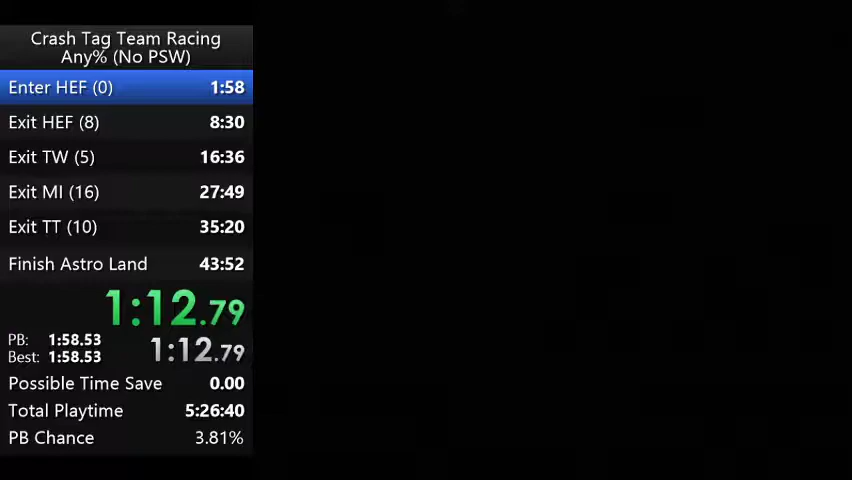 Crash Tag Team Racing
Any% (No PSW)
Enter HEF (0) 1:58
Exit HEF (8) 8:30
Exit TW (5) 16:36
Exit MI (16) 27:49
Exit TT (10) 35:20
Finish Astro Land 43:52
1:12.79
PB: 1:58.53
Best: 1:58.53 1:12.79
Possible Time Save 0.00
Total Playtime 5:26:40
PB Chance 3.81%